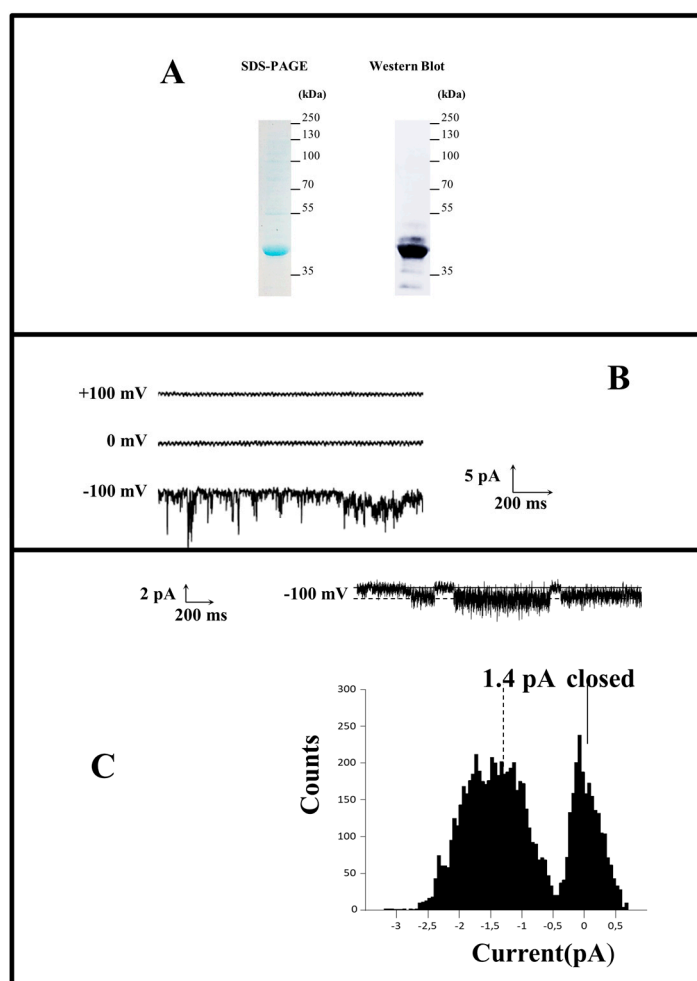 A
SDS-PAGE Western Blot
(kDa) (kDa)
250 250
130 130
100 100
70 70
55 55
35 35
B
+100 mV
0 mV
-100 mV
5 pA
200 ms
2 pA
200 ms
-100 mV
C
1.4 pA closed
300
250
200
150
100
50
0
Counts
-3 -2,5 -2 -1,5 -1 -0,5 0 0,5
Current(pA)